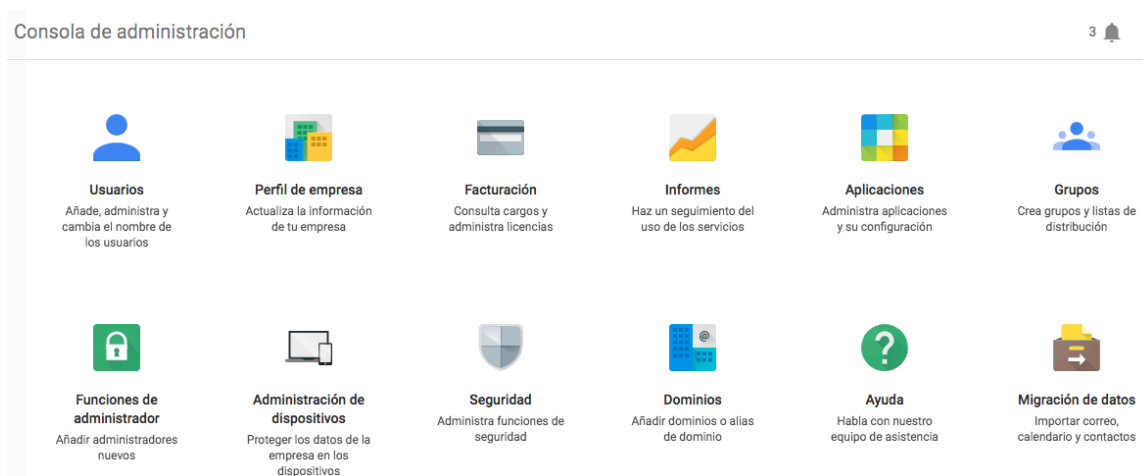 Consola de administración
3
Usuarios
Añade, administra y
cambia el nombre de
los usuarios
Perfil de empresa
Actualiza la información
de tu empresa
Facturación
Consulta cargos y
administra licencias
Informes
Haz un seguimiento del
uso de los servicios
Aplicaciones
Administra aplicaciones
y su configuración
Grupos
Crea grupos y listas de
distribución
Funciones de
administrador
Añadir administradores
nuevos
Administración de
dispositivos
Proteger los datos de la
empresa en los
dispositivos
Seguridad
Administra funciones de
seguridad
@
Dominios
Añadir dominios o alias
de dominio
?
Ayuda
Habla con nuestro
equipo de asistencia
Migración de datos
Importar correo,
calendario y contactos